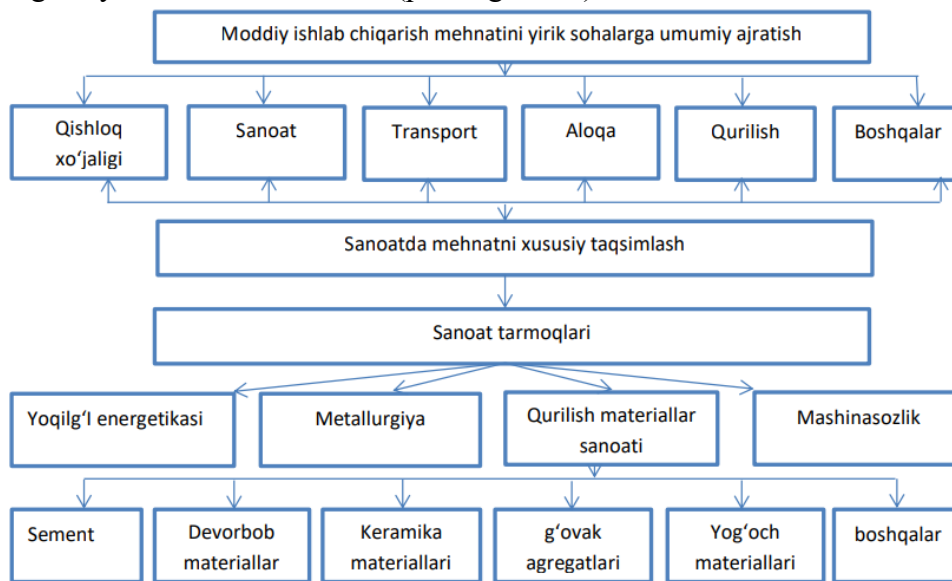 Moddiy ishlab chiqarish mehnatini yirik sohalarga umumiy ajratish
Qishloq
xo‘jaligi
Sanoat
Transport
Aloqa
Qurilish
Boshqalar
Sanoatda mehnatni xususiy taqsimlash
Sanoat tarmoqlari
Yoqilg‘l energetikasi
Metallurgiya
Qurilish materiallar
sanoati
Mashinasozlik
Sement
Devorbob
materiallar
Keramika
materiallari
g‘ovak
agregatlari
Yog‘och
materiallari
boshqalar